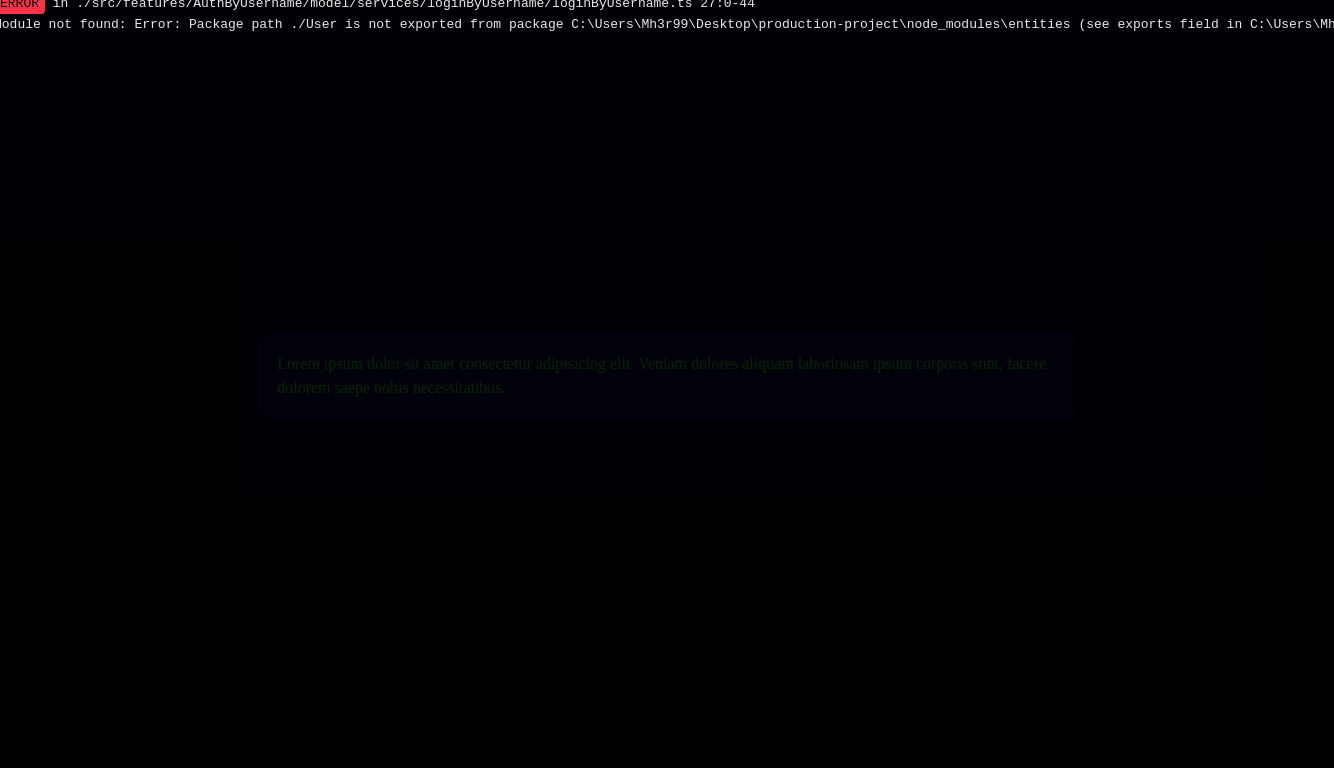 ERROR in ./src/features/AuthByUsername/model/services/loginByUsername/loginByUsername.ts 27:0-44
Module not found: Error: Package path ./User is not exported from package C:\Users\Mh3r99\Desktop\production-project\node_modules\entities (see exports field in C:\Users\Mh
Lorem ipsum dolor sit amet consectetur adipisicing elit. Veniam dolores aliquam laboriosam ipsum corporis sunt, facere
dolorem saepe nobis necessitatibus.